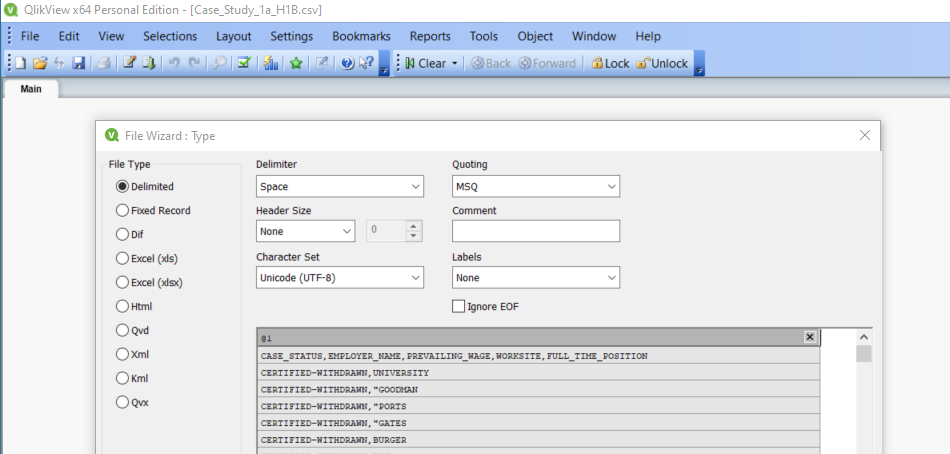 QlikView x64 Personal Edition - [Case_Study_1a_H1B.csv]
File Edit View Selections Layout Settings Bookmarks Reports Tools Object Window Help
Clear Back Forward Lock Unlock
Main
File Wizard : Type
File Type
Delimited
Fixed Record
Dif
Excel (xls)
Excel (xlsx)
Html
Qvd
Xml
Kml
Qvx
Delimiter
Space
Quoting
MSQ
Header Size
None 0
Comment
Character Set
Unicode (UTF-8)
Labels
None
Ignore EOF
@1
CASE_STATUS,EMPLOYER_NAME,PREVAILING_WAGE,WORKSITE,FULL_TIME_POSITION
CERTIFIED-WITHDRAWN,UNIVERSITY
CERTIFIED-WITHDRAWN,"GOODMAN
CERTIFIED-WITHDRAWN,"PORTS
CERTIFIED-WITHDRAWN,"GATES
CERTIFIED-WITHDRAWN,BURGER